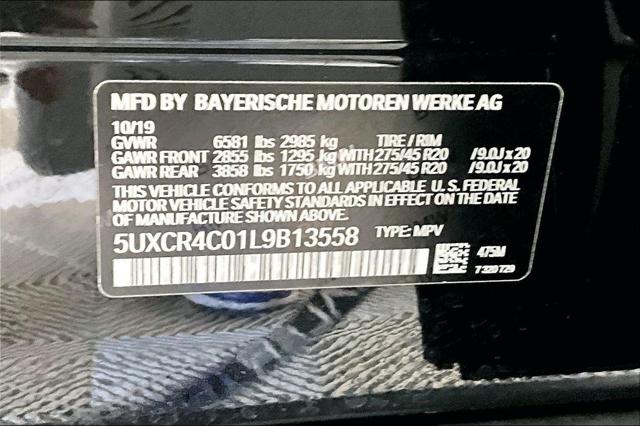 MFD BY BAYERISCHE MOTOREN WERKE AG
10/19
GVWR 6581 lbs 2985 kg TIRE / RIM
GAWR FRONT 2855 lbs 1295 kg WITH 275/45 R20 / 9.0J x 20
GAWR REAR 3858 lbs 1750 kg WITH 275/45 R20 / 9.0J x 20
THIS VEHICLE CONFORMS TO ALL APPLICABLE U. S. FEDERAL
MOTOR VEHICLE SAFETY STANDARDS IN EFFECT ON THE DATE
OF MANUFACTURE SHOWN ABOVE.
5UXCR4C01L9B13558 TYPE: MPV
475M
7 320 729